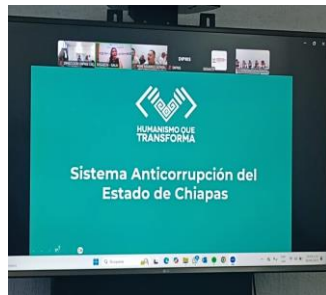 HUMANISMO QUE
TRANSFORMA
Sistema Anticorrupción del
Estado de Chiapas